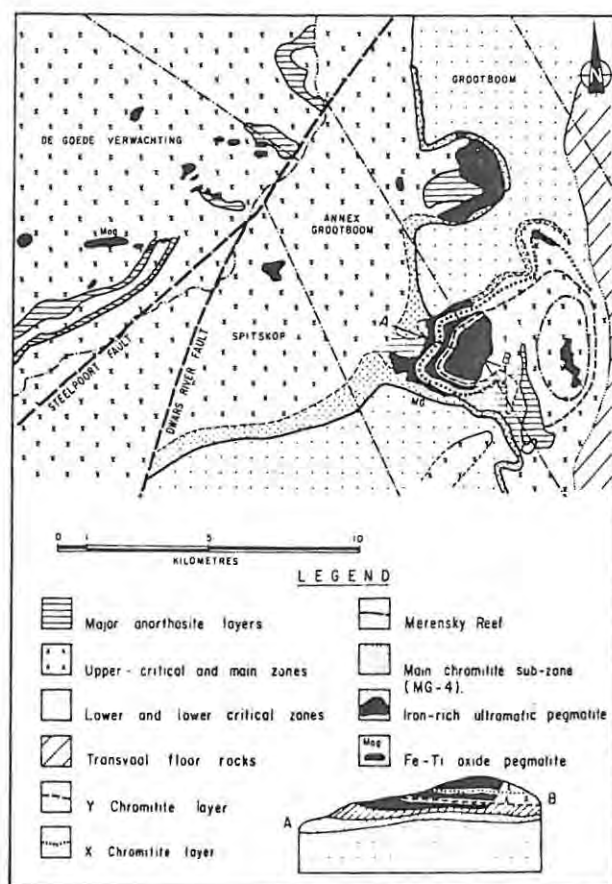 GROOTBOOM
N
DE GOEDE VERWACHTING
Mag
ANNEX
GROOTBOOM
A
SPITSKOP
STEELPOORT FAULT
DWARS RIVER FAULT
MG
0 1 5 10
KILOMETRES
LEGEND
Major anorthosite layers
Upper-critical and main zones
Lower and lower critical zones
Transvaal floor rocks
Y Chromitite layer
X Chromitite layer
Merensky Reef
Main chromitite sub-zone
(MG-4).
Iron-rich ultramafic pegmatite
Mag
Fe-Ti oxide pegmatite
A
B